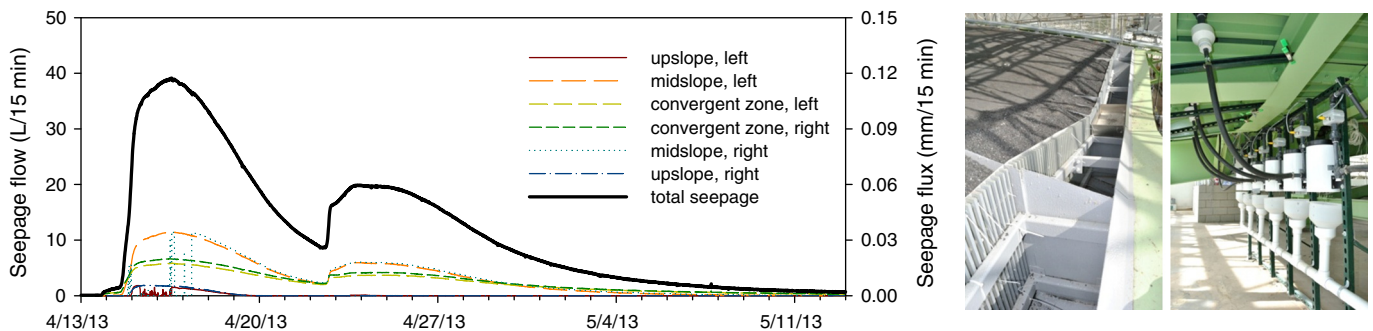 50
40
30
20
10
0
Seepage flow (L/15 min)
0.15
0.12
0.09
0.06
0.03
0.00
Seepage flux (mm/15 min)
upslope, left
midslope, left
convergent zone, left
convergent zone, right
midslope, right
upslope, right
total seepage
4/13/13 4/20/13 4/27/13 5/4/13 5/11/13